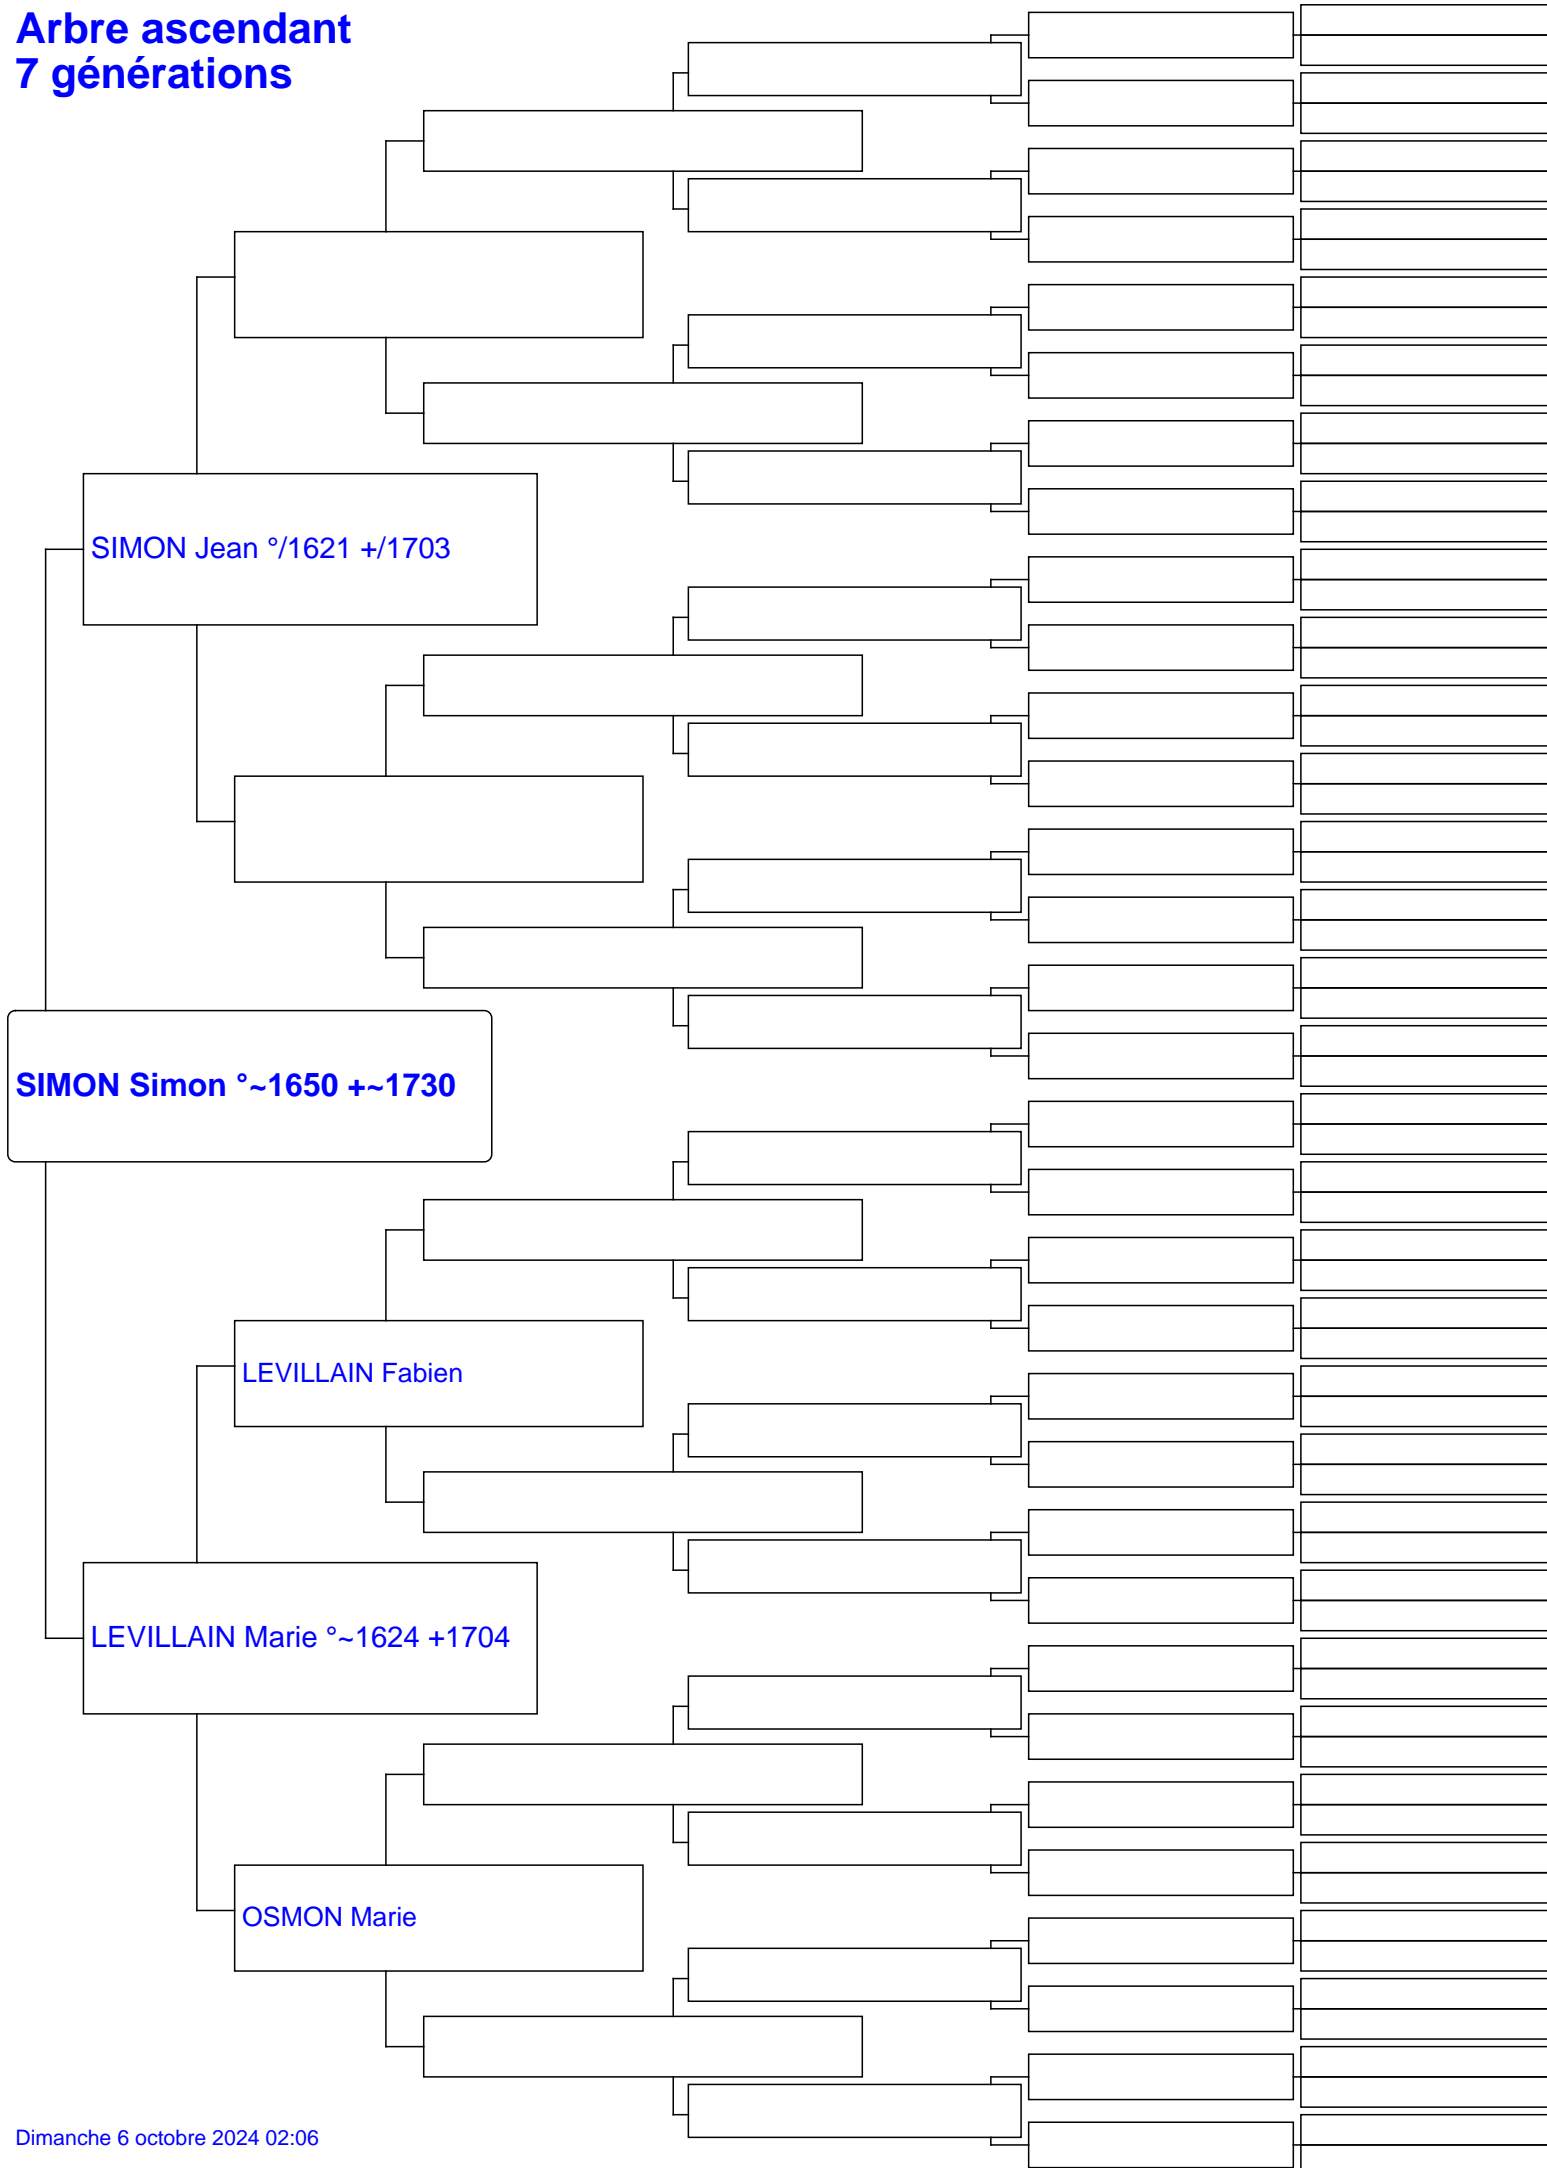 Arbre ascendant
7 générations
SIMON Jean °/1621 +/1703
SIMON Simon °~1650 +~1730
LEVILLAIN Fabien
LEVILLAIN Marie °~1624 +1704
OSMON Marie
Dimanche 6 octobre 2024 02:06